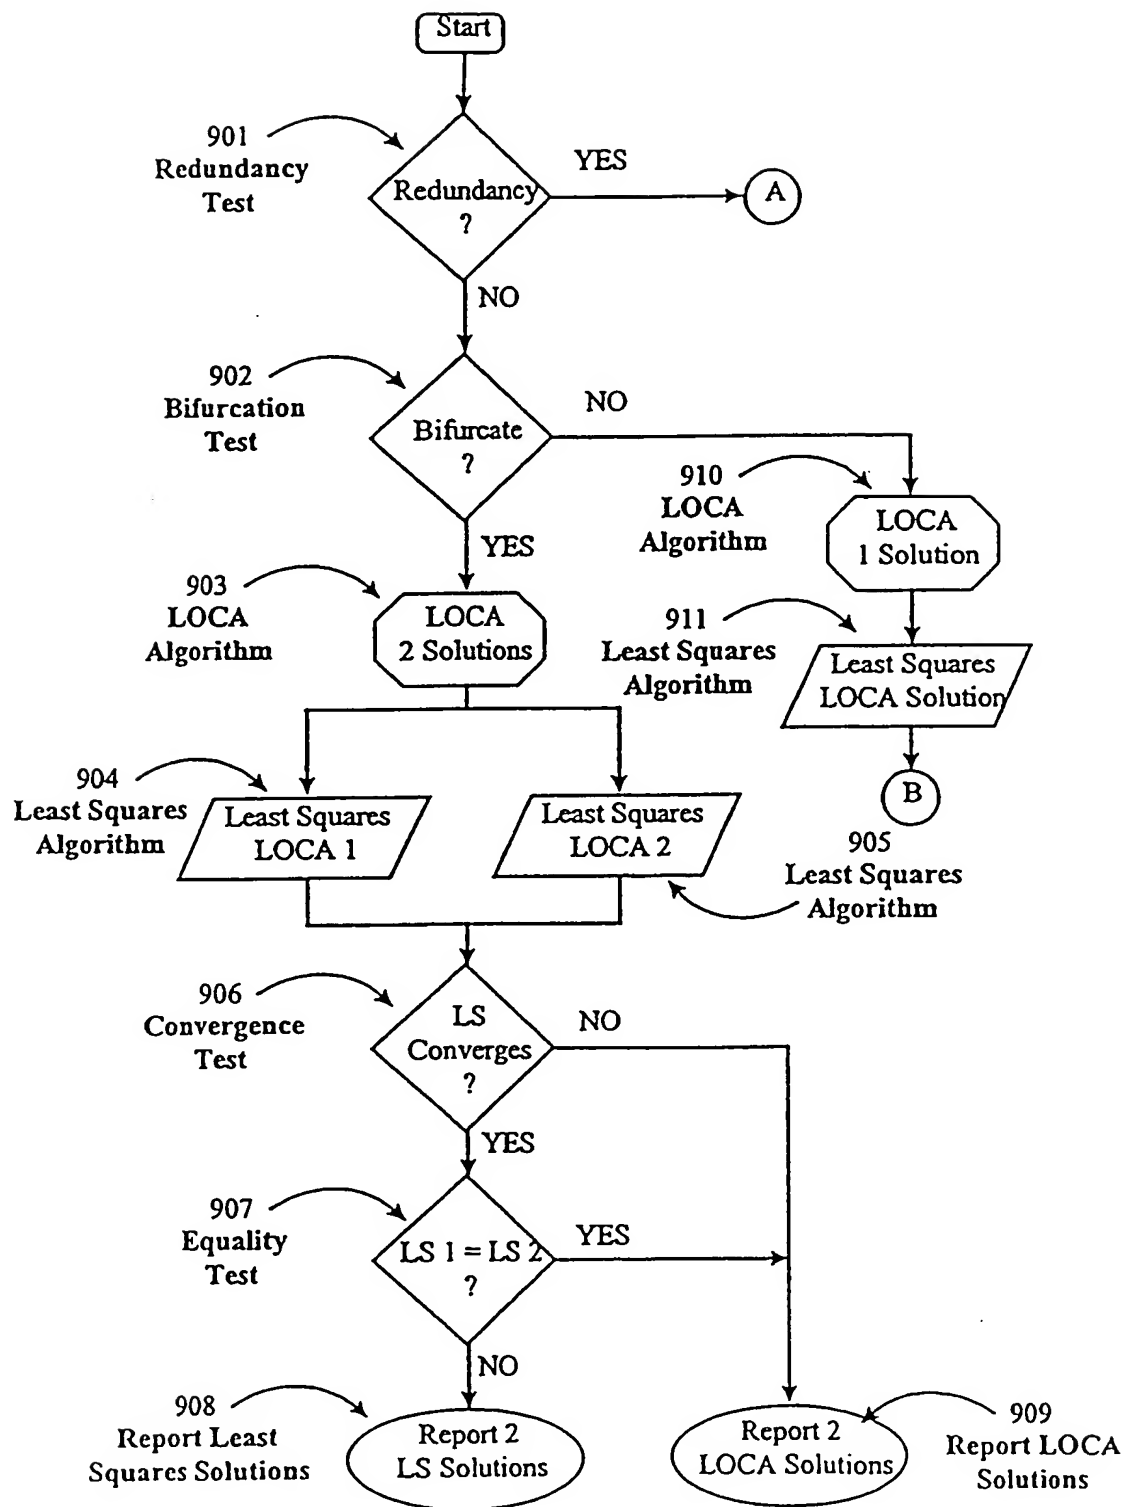 Start
901
Redundancy
Test
Redundancy
?
YES
A
NO
902
Bifurcation
Test
Bifurcate
?
NO
YES
910
LOCA
Algorithm
LOCA
1 Solution
903
LOCA
Algorithm
LOCA
2 Solutions
911
Least Squares
Algorithm
Least Squares
LOCA Solution
B
904
Least Squares
Algorithm
Least Squares
LOCA 1
Least Squares
LOCA 2
905
Least Squares
Algorithm
906
Convergence
Test
LS
Converges
?
NO
YES
907
Equality
Test
LS 1 = LS 2
?
YES
NO
908
Report Least
Squares Solutions
Report 2
LS Solutions
Report 2
LOCA Solutions
909
Report LOCA
Solutions